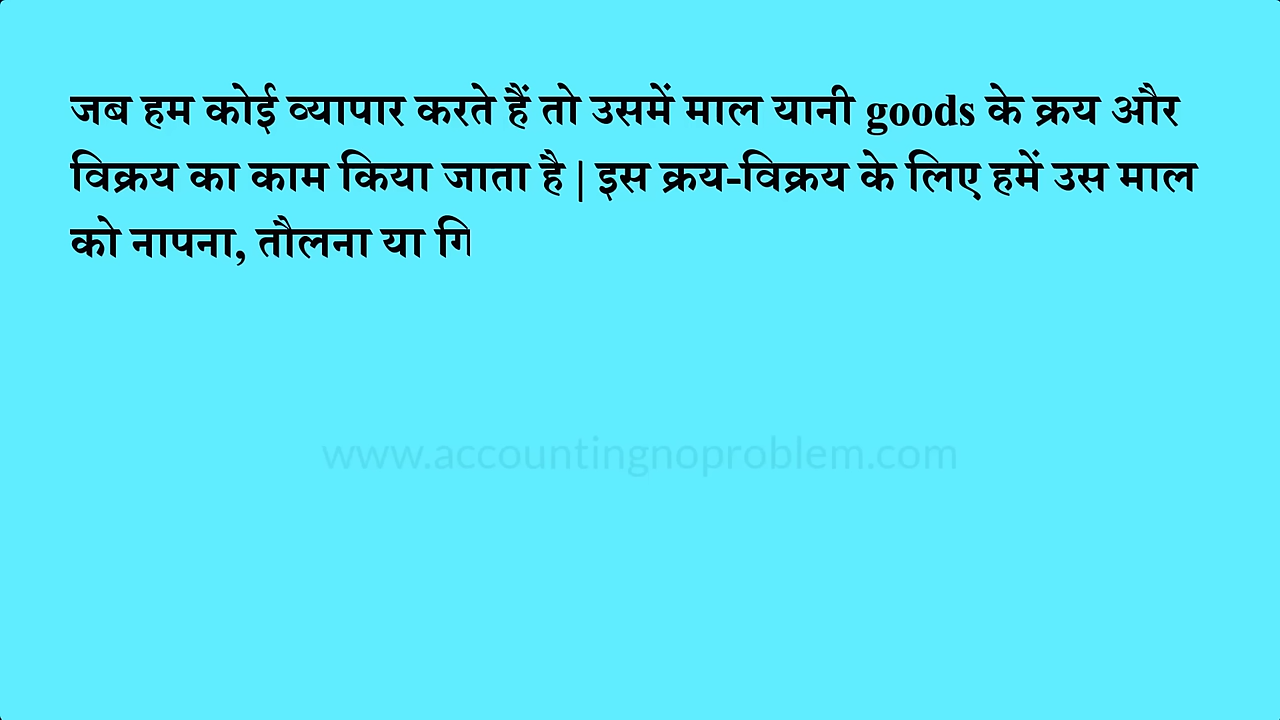 जब हम कोई व्यापार करते हैं तो उसमें माल यानी goods के क्रय और
विक्रय का काम किया जाता है | इस क्रय-विक्रय के लिए हमें उस माल
को नापना, तौलना या गि
www.accountingnoproblem.com